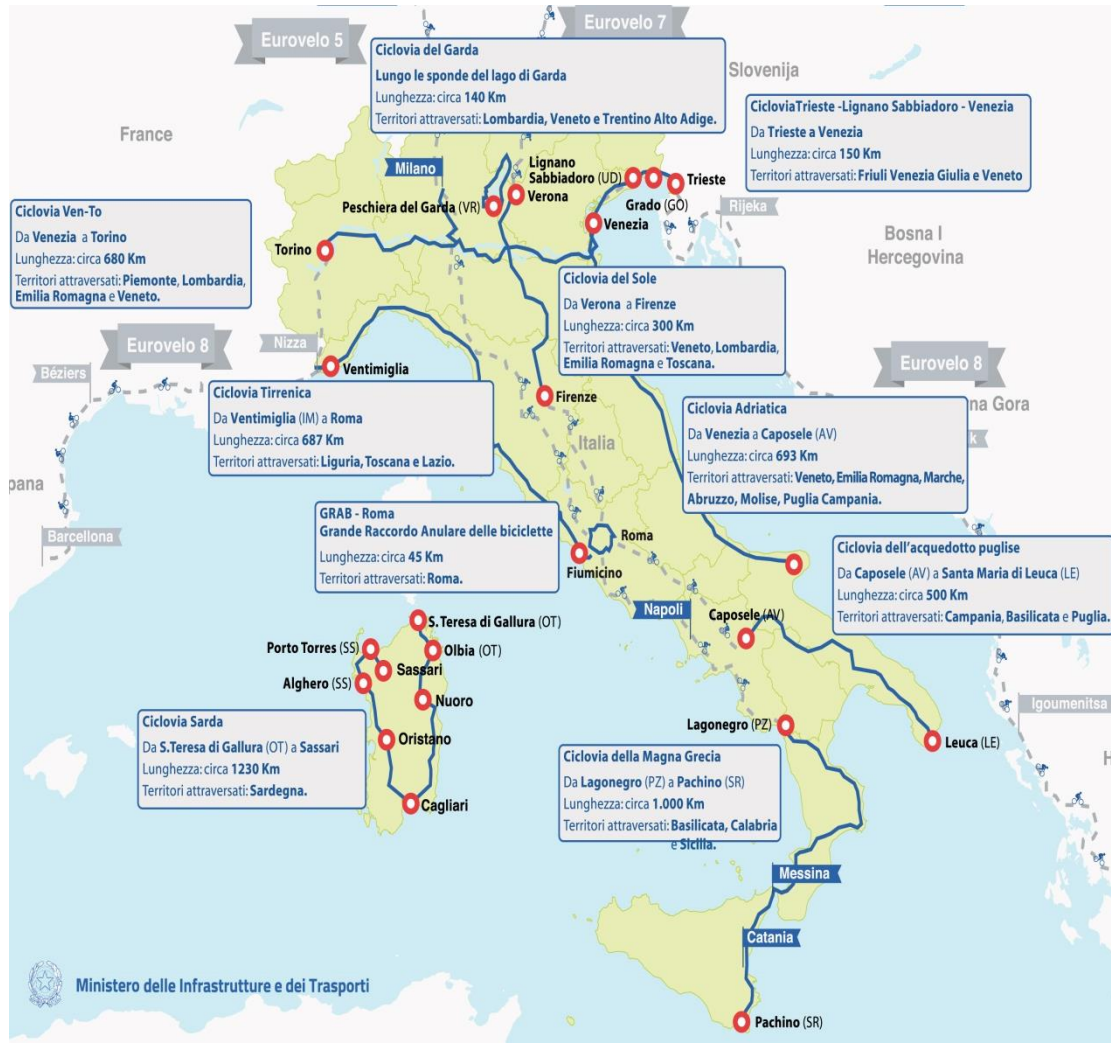 Eurovelo 5
Eurovelo 7
Ciclovia del Garda
Lungo le sponde del lago di Garda
Lunghezza: circa 140 Km
Territori attraversati: Lombardia, Veneto e Trentino Alto Adige.
Slovenija
France
CicloviaTrieste -Lignano Sabbiadoro - Venezia
Da Trieste a Venezia
Lunghezza: circa 150 Km
Territori attraversati: Friuli Venezia Giulia e Veneto
Milano
Lignano
Sabbiadoro (UD)
Trieste
Verona
Peschiera del Garda (VR)
Grado (GO)
Rijeka
Venezia
Bosna I
Hercegovina
Ciclovia Ven-To
Da Venezia a Torino
Lunghezza: circa 680 Km
Territori attraversati: Piemonte, Lombardia,
Emilia Romagna e Veneto.
Torino
Ciclovia del Sole
Da Verona a Firenze
Lunghezza: circa 300 Km
Territori attraversati: Veneto, Lombardia,
Emilia Romagna e Toscana.
Eurovelo 8
Nizza
Béziers
Ventimiglia
Eurovelo 8
Ciclovia Tirrenica
Da Ventimiglia (IM) a Roma
Lunghezza: circa 687 Km
Territori attraversati: Liguria, Toscana e Lazio.
Firenze
Italia
na Gora
k
Ciclovia Adriatica
Da Venezia a Caposele (AV)
Lunghezza: circa 693 Km
Territori attraversati: Veneto, Emilia Romagna, Marche,
Abruzzo, Molise, Puglia Campania.
pana
Barcellona
GRAB - Roma
Grande Raccordo Anulare delle biciclette
Lunghezza: circa 45 Km
Territori attraversati: Roma.
Roma
Fiumicino
Ciclovia dell'acquedotto puglise
Da Caposele (AV) a Santa Maria di Leuca (LE)
Lunghezza: circa 500 Km
Territori attraversati: Campania, Basilicata e Puglia.
Napoli
Caposele (AV)
S. Teresa di Gallura (OT)
Porto Torres (SS)
Olbia (OT)
Sassari
Alghero (SS)
Nuoro
Igoumenitsa
Ciclovia Sarda
Da S.Teresa di Gallura (OT) a Sassari
Lunghezza: circa 1230 Km
Territori attraversati: Sardegna.
Oristano
Cagliari
Lagonegro (PZ)
Leuca (LE)
H
Ciclovia della Magna Grecia
Da Lagonegro (PZ) a Pachino (SR)
Lunghezza: circa 1.000 Km
Territori attraversati: Basilicata, Calabria
e Sicilia.
Messina
Catania
Ministero delle Infrastrutture e dei Trasporti
Pachino (SR)